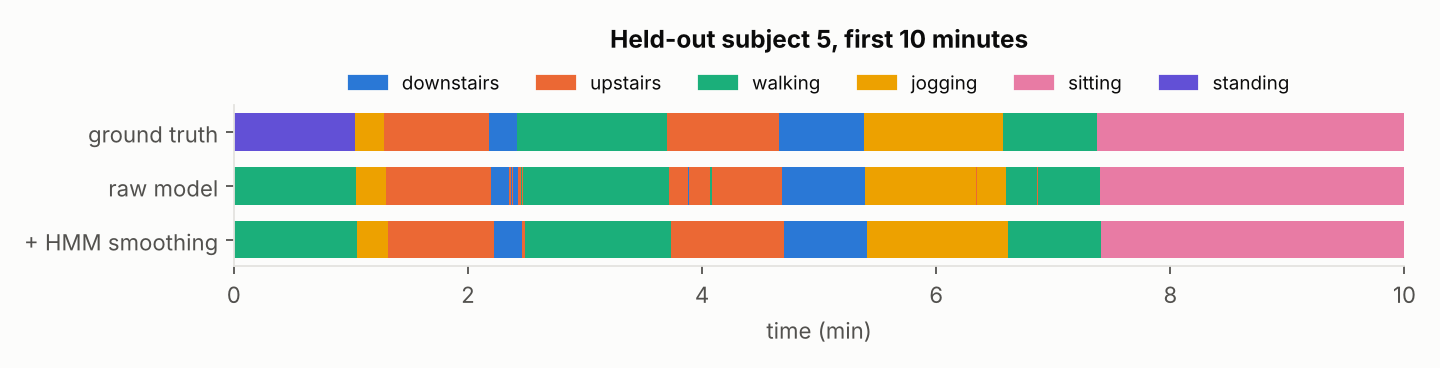 Held-out subject 5, first 10 minutes
downstairs upstairs walking jogging sitting standing
ground truth
raw model
+ HMM smoothing
0 2 4 6 8 10
time (min)